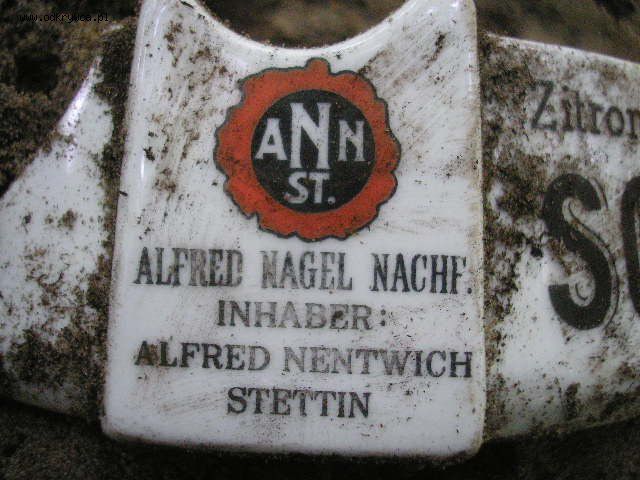 www.odkrywca.pl
ANN
ST.
ALFRED NAGEL NACHF.
INHABER:
ALFRED NENTWICH
STETTIN